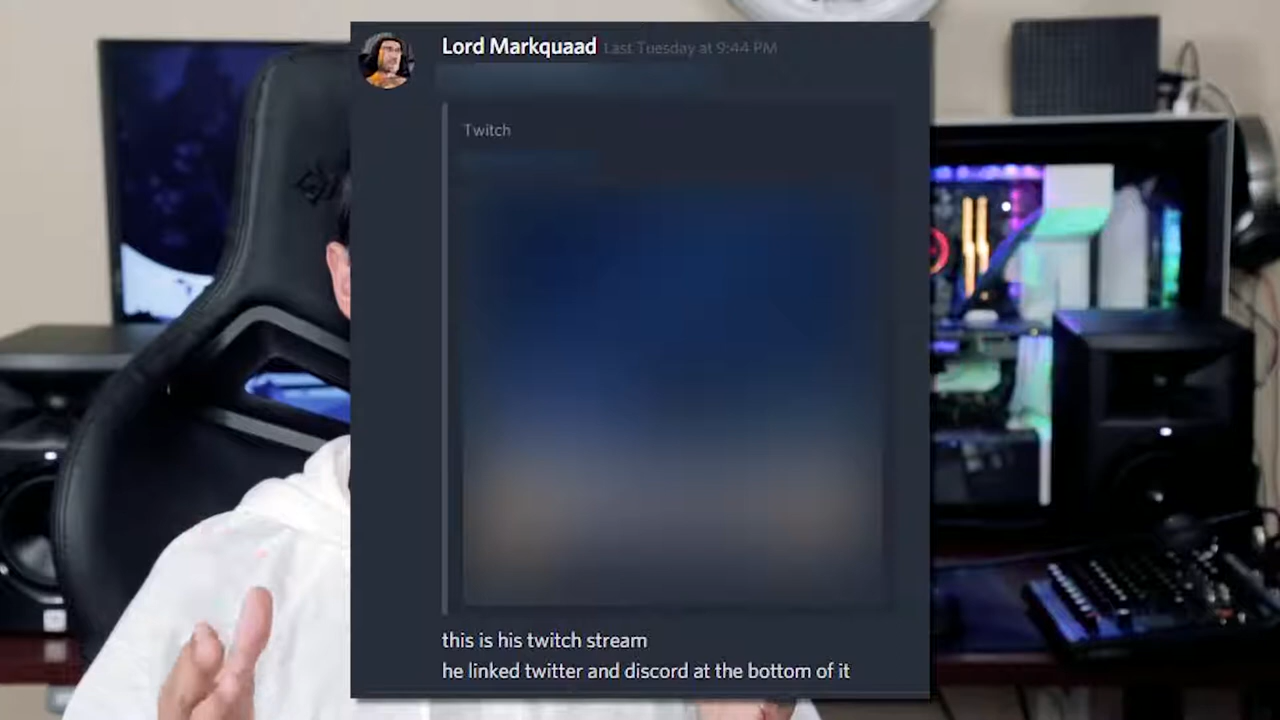 Lord Markquaad Last Tuesday at 9:44 PM
Twitch
this is his twitch stream
he linked twitter and discord at the bottom of it